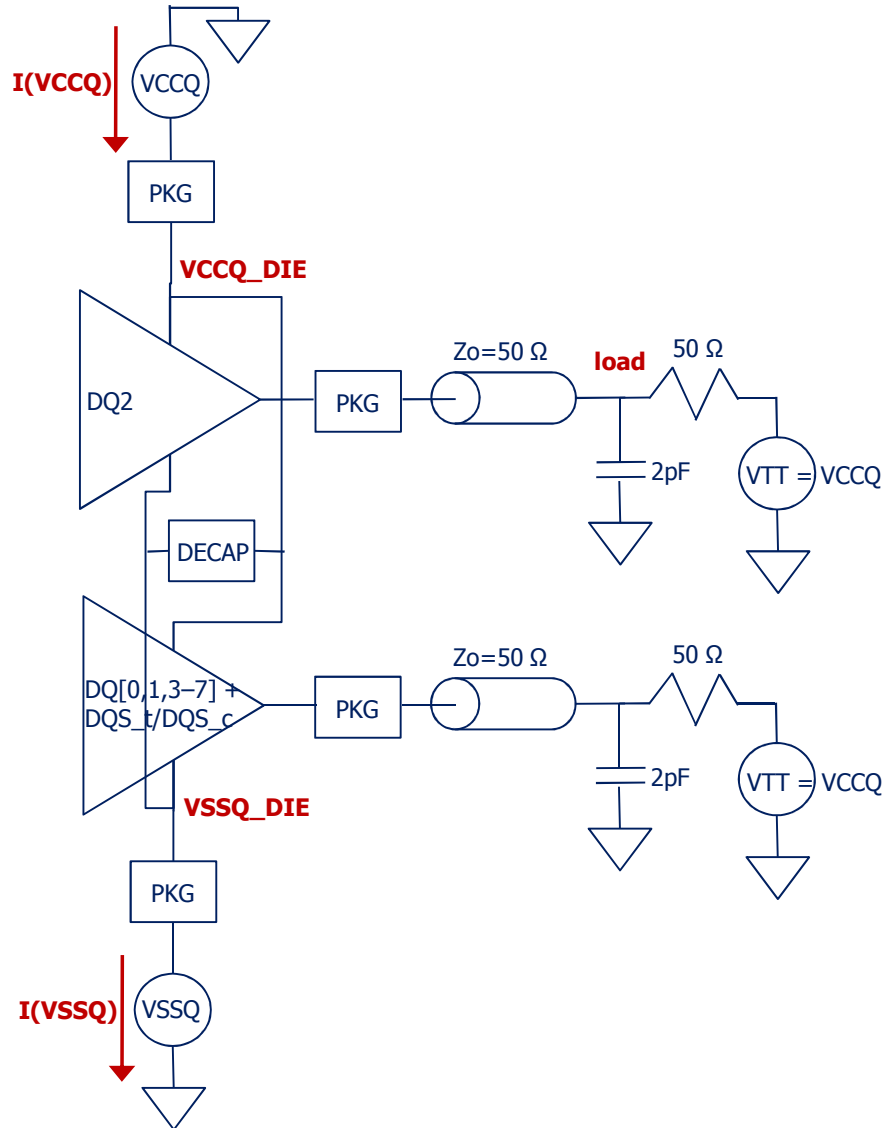 I(VCCQ)
VCCQ
PKG
VCCQ_DIE
DQ2
PKG
Zo=50 Ω
load
50 Ω
2pF
VTT = VCCQ
DECAP
DQ[0,1,3–7] +
DQS_t/DQS_c
PKG
Zo=50 Ω
50 Ω
2pF
VTT = VCCQ
VSSQ_DIE
PKG
I(VSSQ)
VSSQ